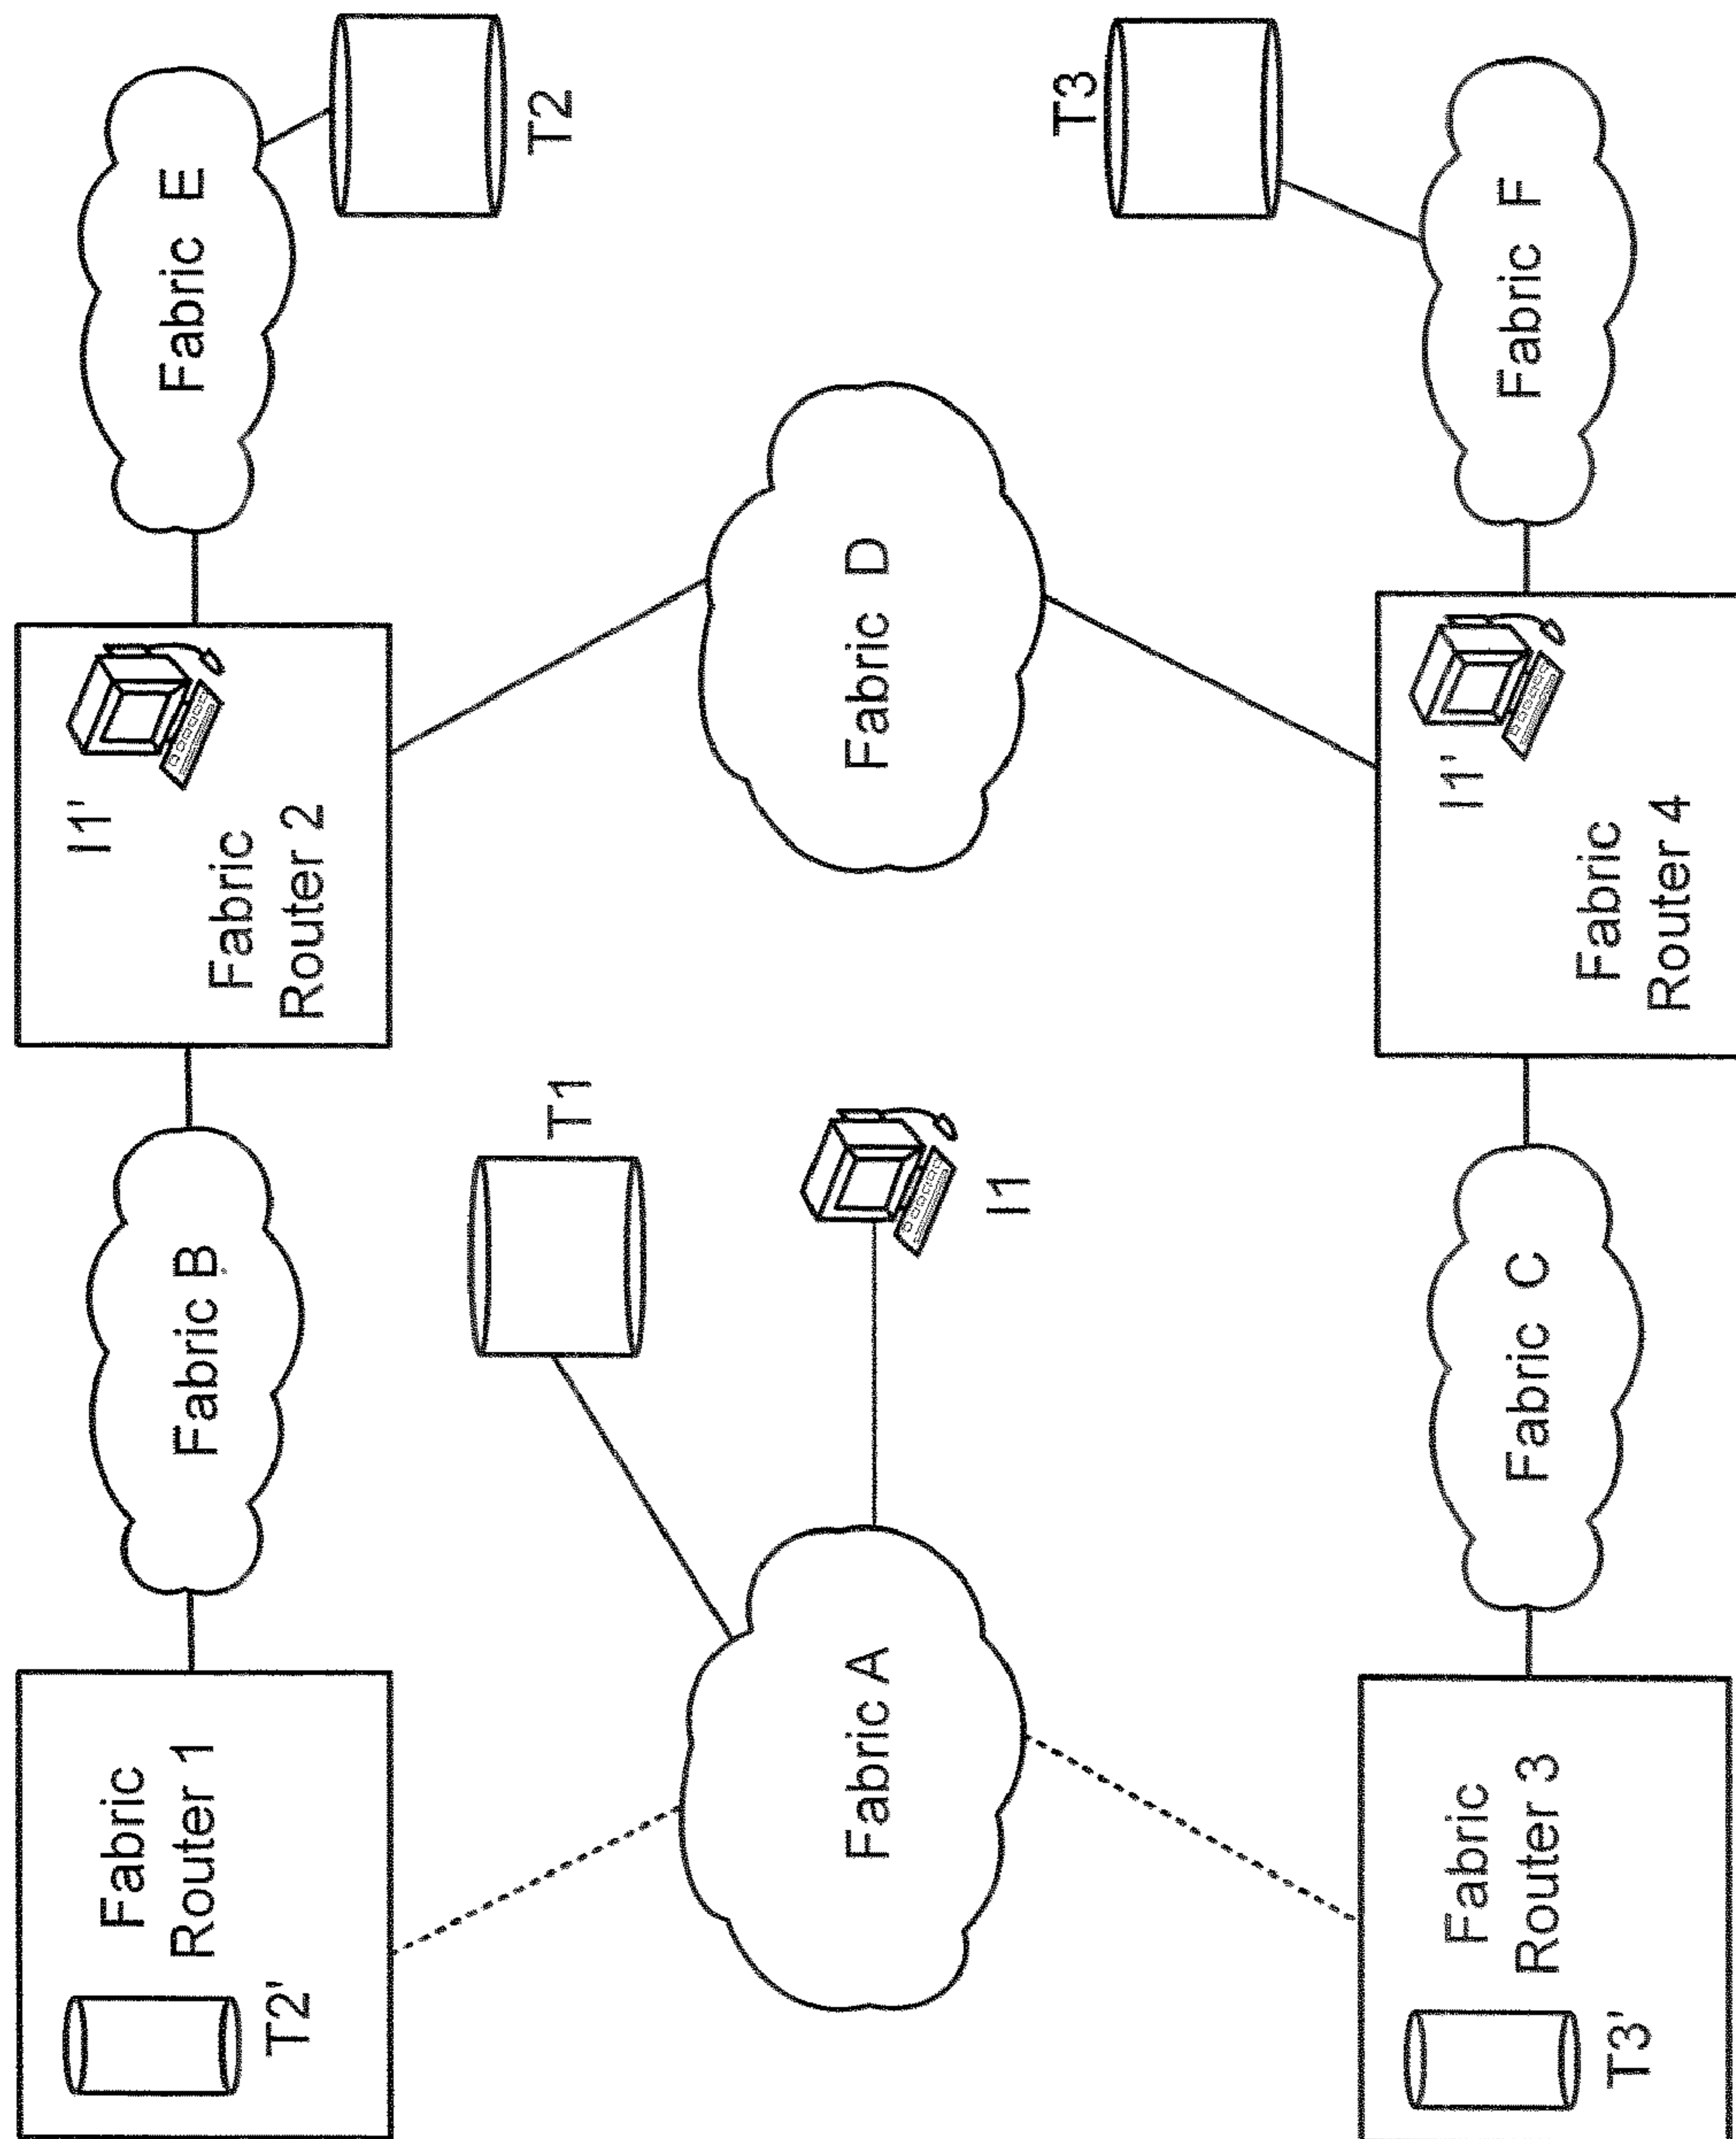 T2'
Fabric
Router 1
Fabric B
I1'
Fabric
Router 2
Fabric E
T2
T1
Fabric A
I1
Fabric D
T3'
Fabric
Router 3
Fabric C
I1'
Fabric
Router 4
Fabric F
T3